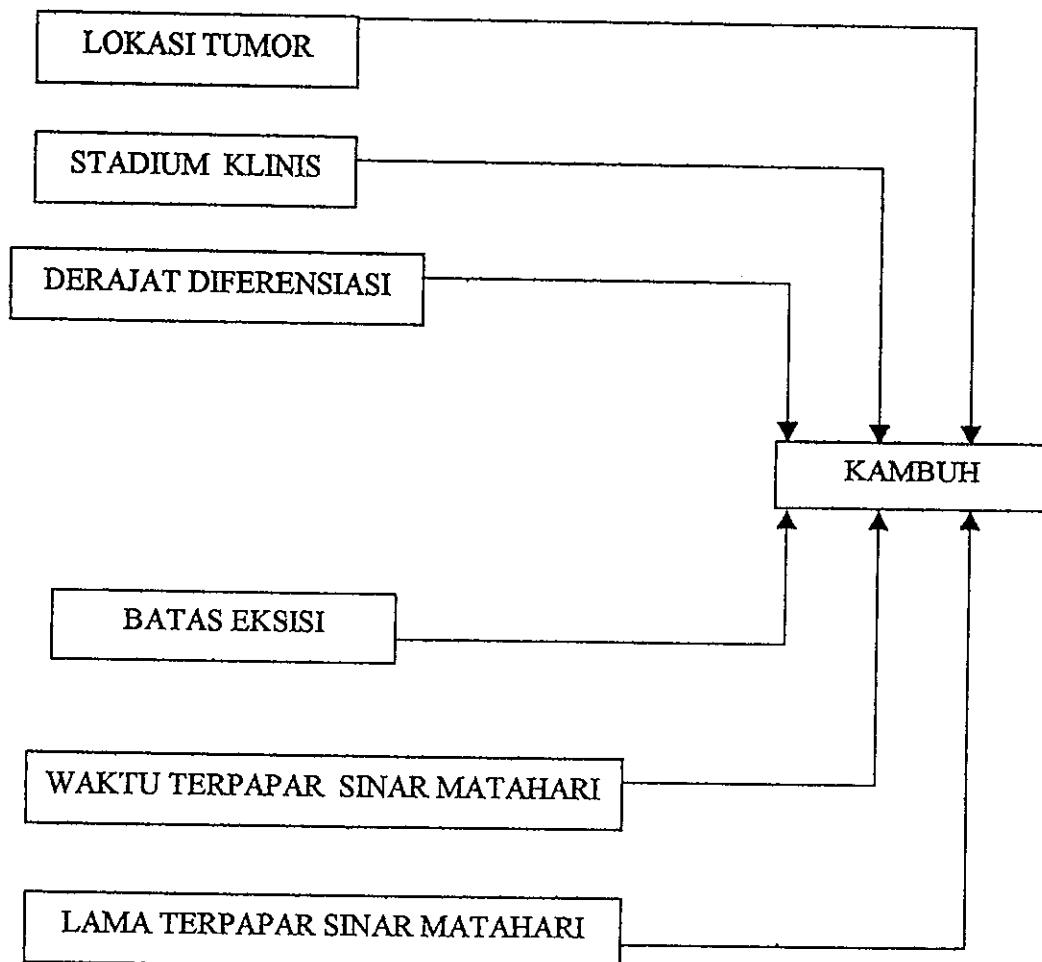 LOKASI TUMOR
STADIUM KLINIS
DERAJAT DIFERENSIASI
KAMBUH
BATAS EKSISI
WAKTU TERPAPAR SINAR MATAHARI
LAMA TERPAPAR SINAR MATAHARI